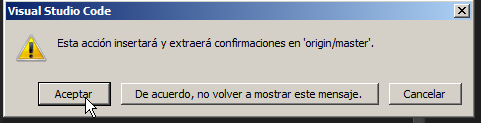 Visual Studio Code
Esta acción insertará y extraerá confirmaciones en 'origin/master'.
Aceptar
De acuerdo, no volver a mostrar este mensaje.
Cancelar